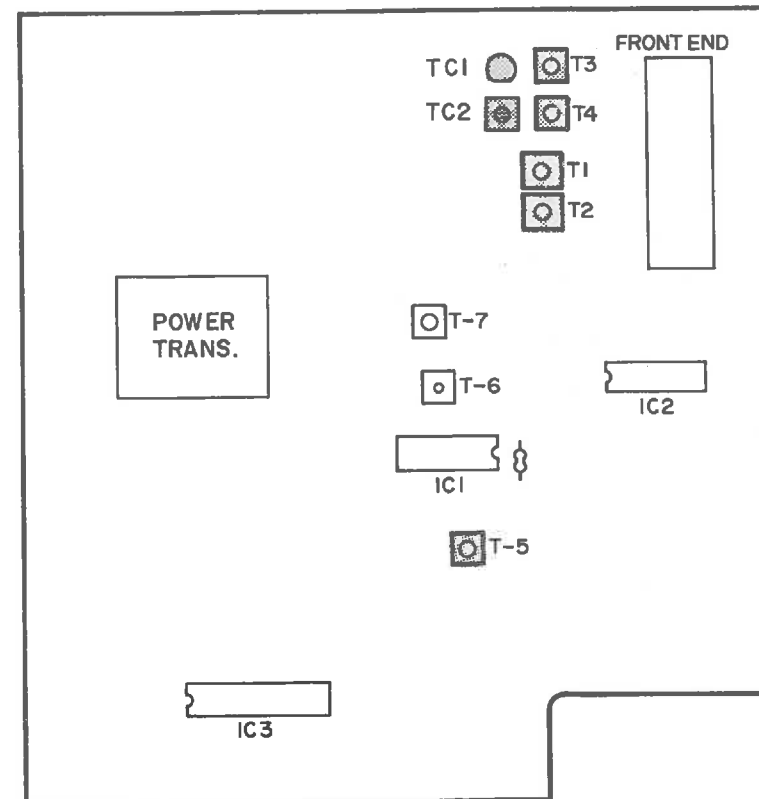 FRONT END
TC1
T3
TC2
T4
T1
T2
POWER
TRANS.
T-7
T-6
IC2
IC1
T-5
IC3